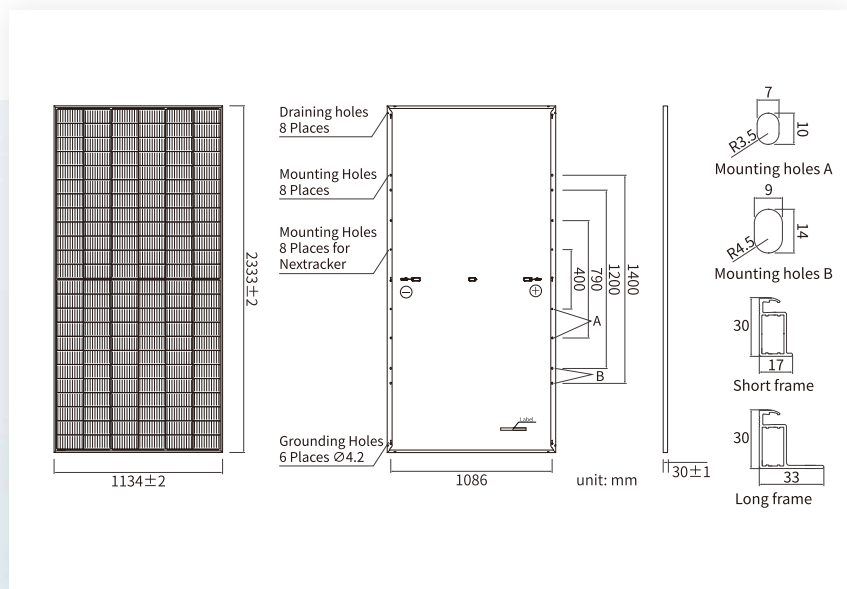 Draining holes
8 Places
Mounting Holes
8 Places
Mounting Holes
8 Places for
Nextracker
Grounding Holes
6 Places Ø4.2
2333±2
1134±2
400
790
1200
1400
A
B
Label
1086
unit: mm
30±1
7
10
R3.5
Mounting holes A
9
14
R4.5
Mounting holes B
30
17
Short frame
30
33
Long frame